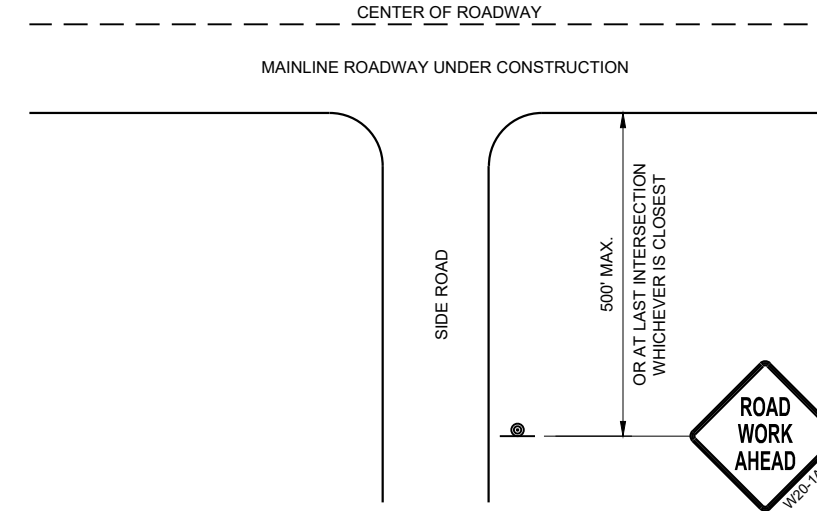 CENTER OF ROADWAY
MAINLINE ROADWAY UNDER CONSTRUCTION
SIDE ROAD
500' MAX.
OR AT LAST INTERSECTION
WHICHEVER IS CLOSEST
ROAD
WORK
AHEAD